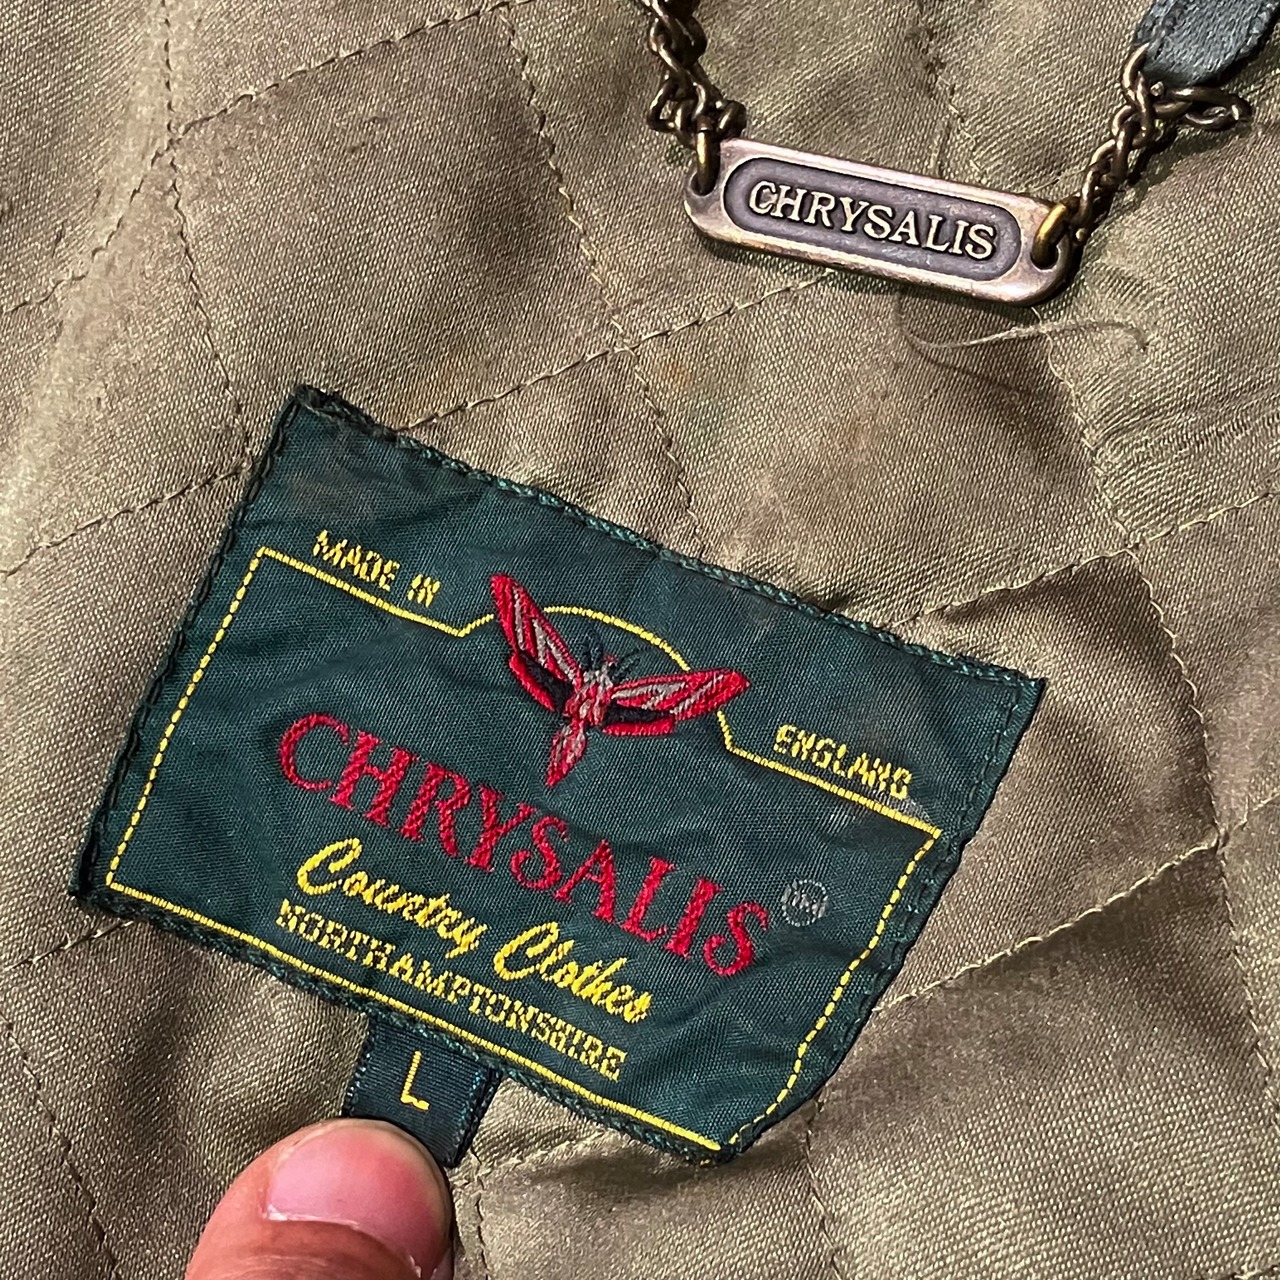 CHRYSALIS
MADE IN ENGLAND
CHRYSALIS
Country Clothes
NORTHAMPTONSHIRE
L